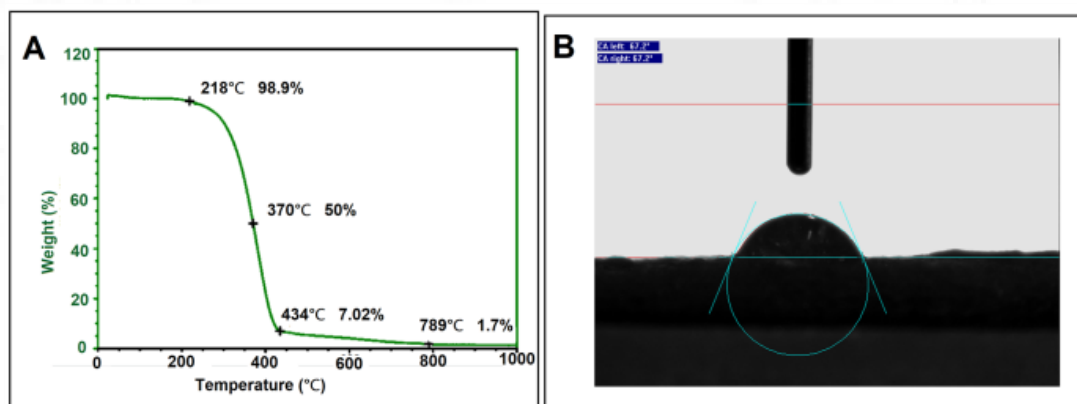 A
120
100
80
60
40
20
0
Weight (%)
218°C 98.9%
370°C 50%
434°C 7.02%
789°C 1.7%
0 200 400 600 800 1000
Temperature (°C)
B
CA left: 67.2°
CA right: 67.2°